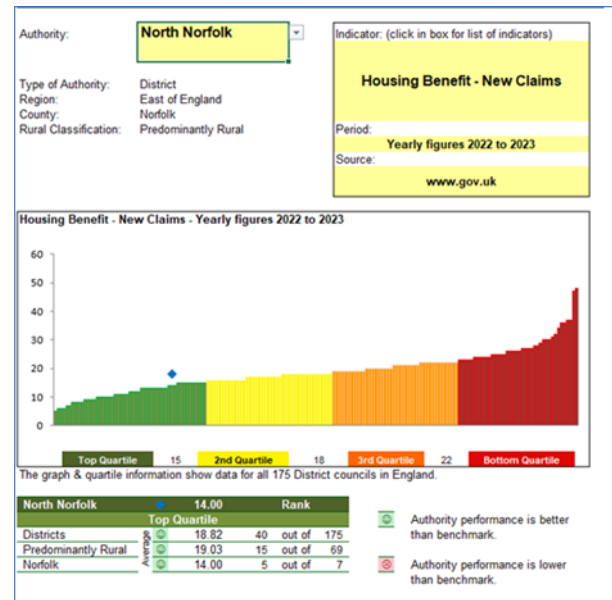 Authority: North Norfolk
Indicator: (click in box for list of indicators)
Housing Benefit - New Claims
Type of Authority: District
Region: East of England
County: Norfolk
Rural Classification: Predominantly Rural
Period:
Yearly figures 2022 to 2023
Source:
www.gov.uk
Housing Benefit - New Claims - Yearly figures 2022 to 2023
60
50
40
30
20
10
0
Top Quartile 15 2nd Quartile 18 3rd Quartile 22 Bottom Quartile
The graph & quartile information show data for all 175 District councils in England.
North Norfolk 14.00 Rank
Top Quartile
Average
Districts 18.82 40 out of 175
Predominantly Rural 19.03 15 out of 69
Norfolk 14.00 5 out of 7
Authority performance is better
than benchmark.
Authority performance is lower
than benchmark.